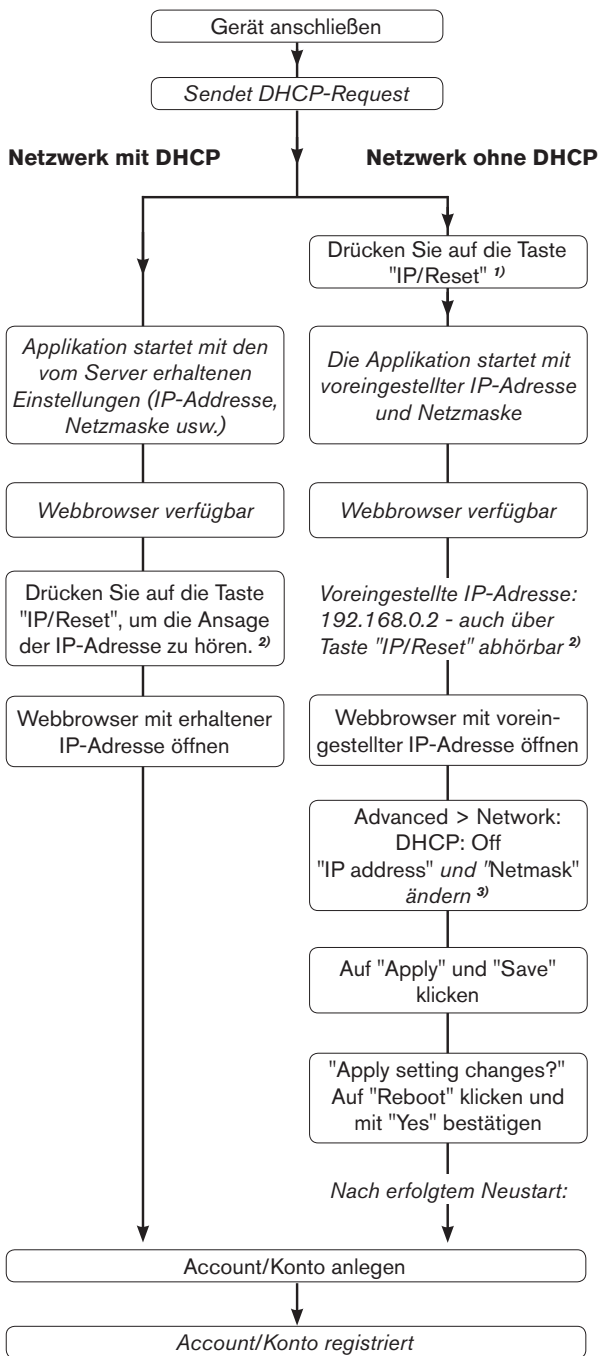 Gerät anschließen
Sendet DHCP-Request
Netzwerk mit DHCP
Netzwerk ohne DHCP
Drücken Sie auf die Taste
"IP/Reset" 1)
Applikation startet mit den
vom Server erhaltenen
Einstellungen (IP-Addresse,
Netzmaske usw.)
Die Applikation startet mit
voreingestellter IP-Adresse
und Netzmaske
Webbrowser verfügbar
Webbrowser verfügbar
Drücken Sie auf die Taste
"IP/Reset", um die Ansage
der IP-Adresse zu hören. 2)
Voreingestellte IP-Adresse:
192.168.0.2 - auch über
Taste "IP/Reset" abhörbar 2)
Webbrowser mit erhaltener
IP-Adresse öffnen
Webbrowser mit vorein-
gestellter IP-Adresse öffnen
Advanced > Network:
DHCP: Off
"IP address" und "Netmask"
ändern 3)
Auf "Apply" und "Save"
klicken
"Apply setting changes?"
Auf "Reboot" klicken und
mit "Yes" bestätigen
Nach erfolgtem Neustart:
Account/Konto anlegen
Account/Konto registriert